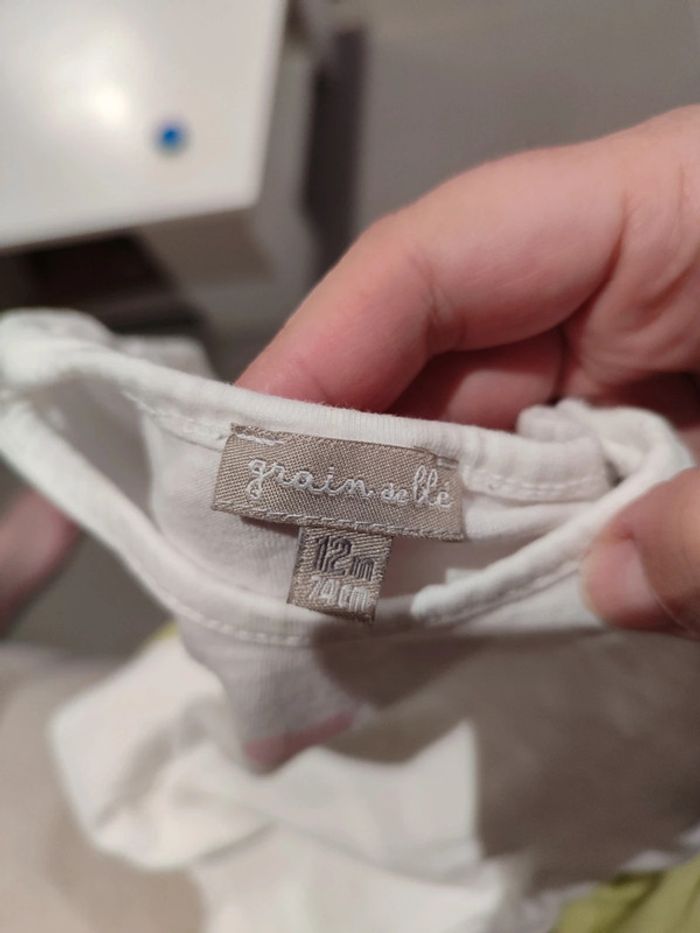 grain de blé
12m
74cm